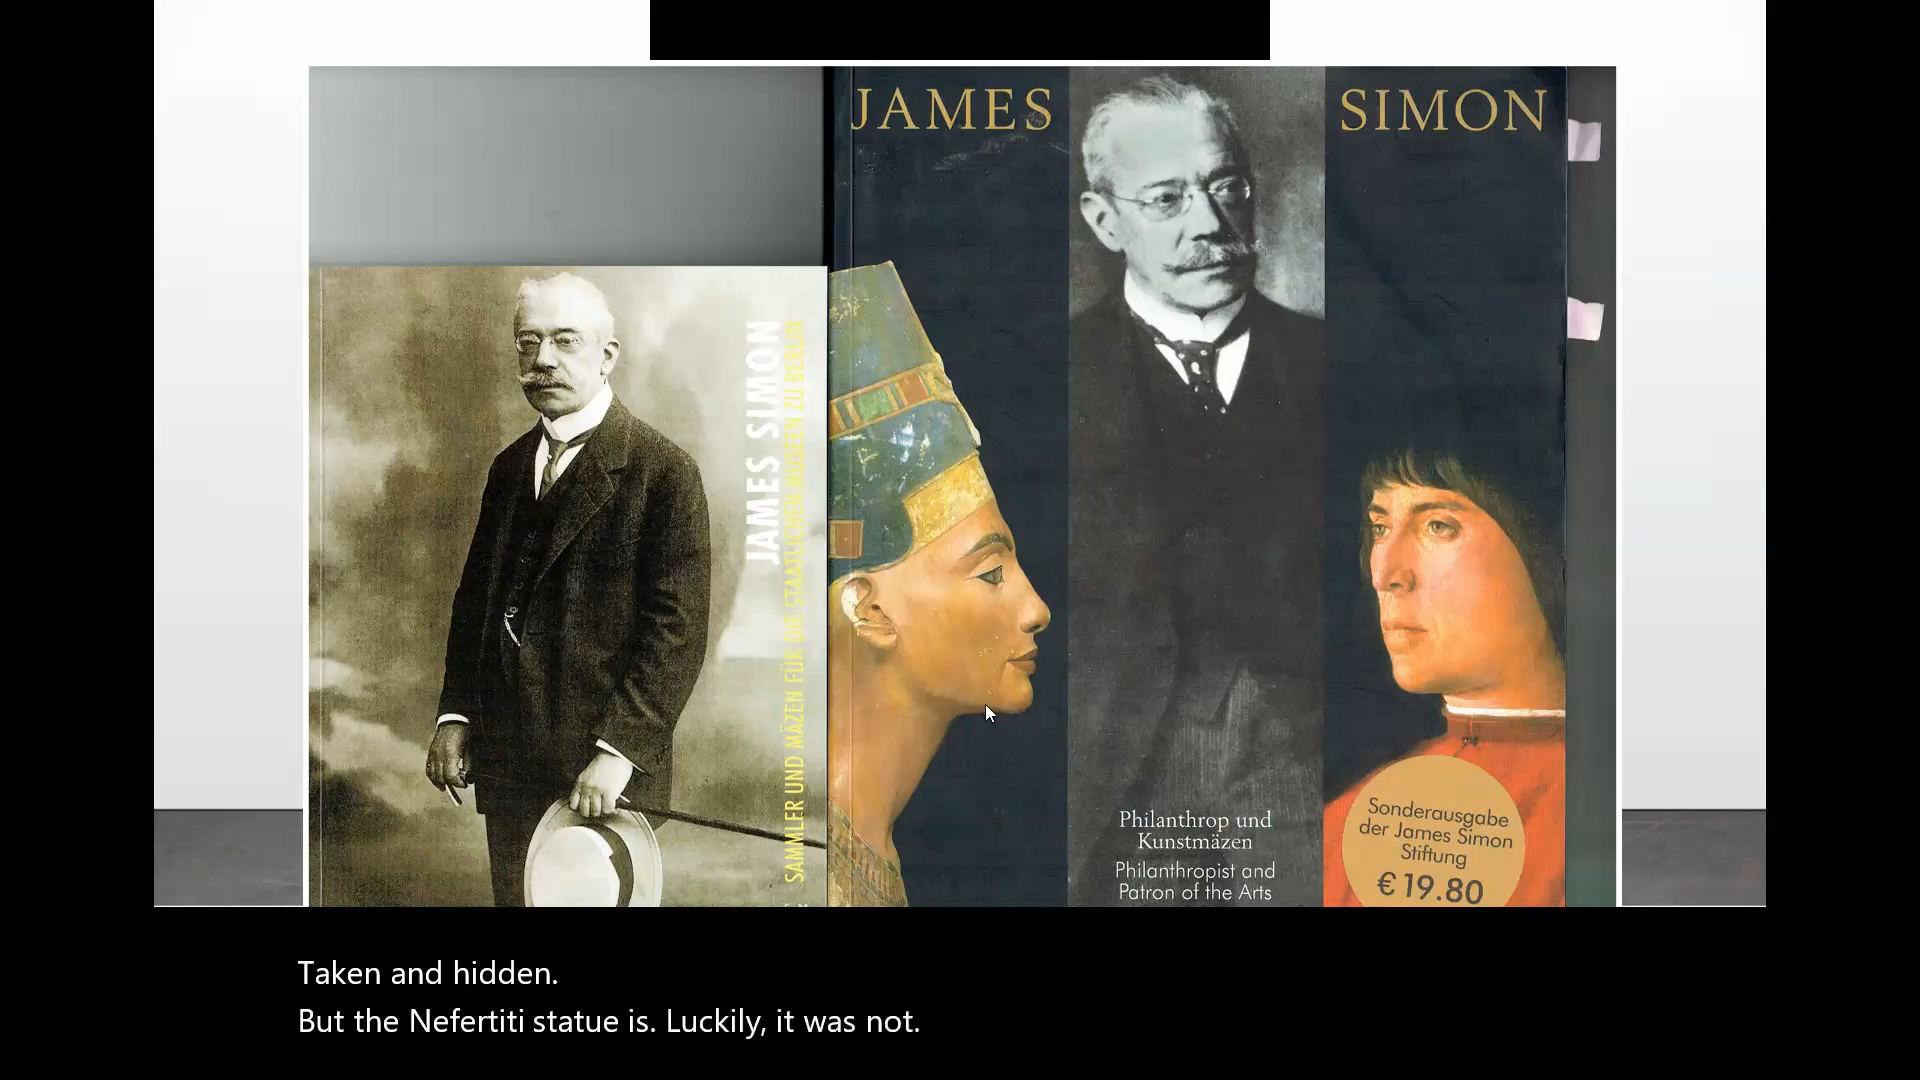 JAMES SIMON
SAMMLER UND MÄZEN FÜR DIE STAATLICHEN MUSEEN ZU BERLIN
JAMES SIMON
Philanthrop und
Kunstmäzen
Philanthropist and
Patron of the Arts
Sonderausgabe
der James Simon
Stiftung
€ 19.80
Taken and hidden.
But the Nefertiti statue is. Luckily, it was not.